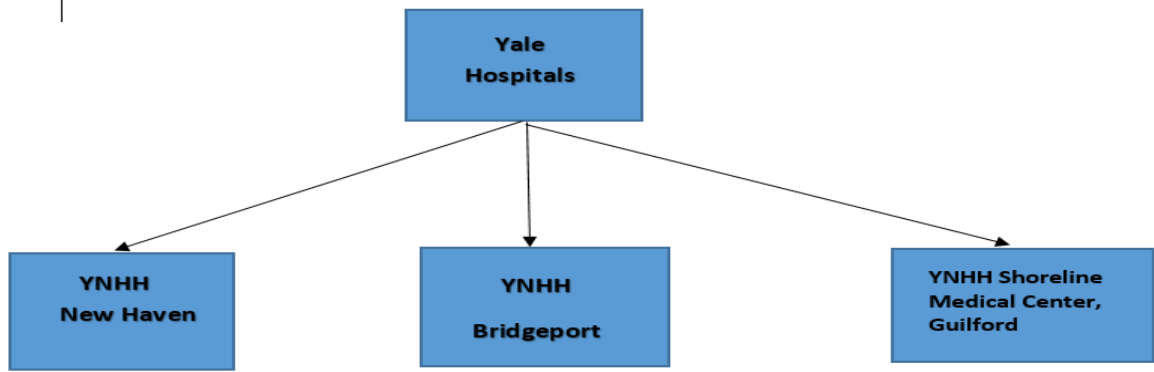 Yale
Hospitals
YNHH
New Haven
YNHH
Bridgeport
YNHH Shoreline
Medical Center,
Guilford